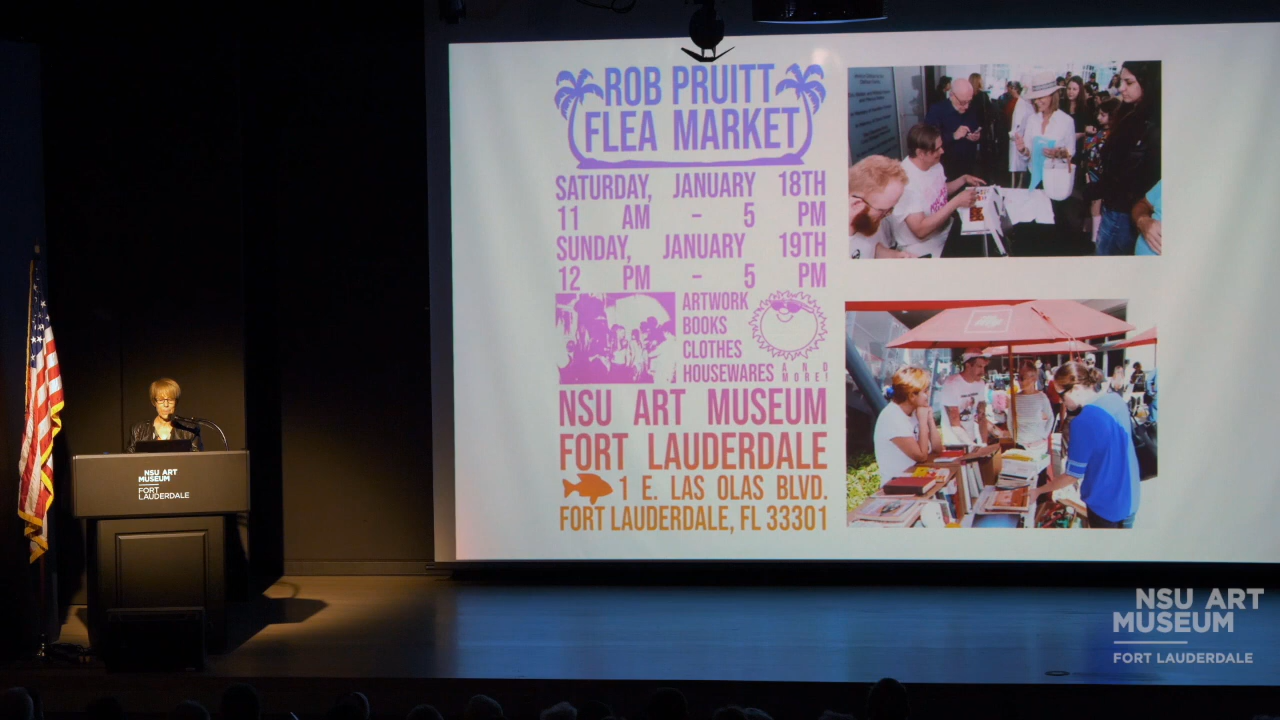 ROB PRUITT
FLEA MARKET
SATURDAY, JANUARY 18TH
11 AM - 5 PM
SUNDAY, JANUARY 19TH
12 PM - 5 PM
ARTWORK
BOOKS
CLOTHES
HOUSEWARES AND MORE!
NSU ART MUSEUM
FORT LAUDERDALE
1 E. LAS OLAS BLVD.
FORT LAUDERDALE, FL 33301
NSU ART
MUSEUM
FORT
LAUDERDALE
NSU ART
MUSEUM
FORT LAUDERDALE